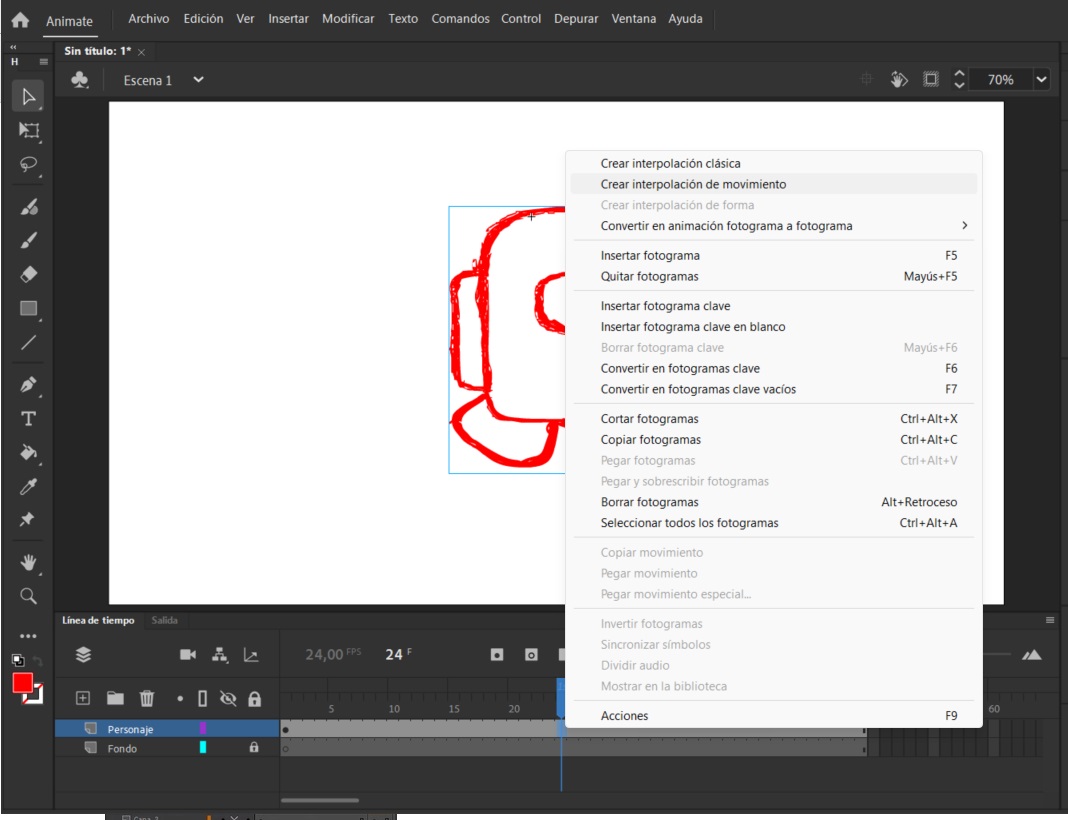 Animate Archivo Edición Ver Insertar Modificar Texto Comandos Control Depurar Ventana Ayuda
Sin título: 1* ×
H
Escena 1
70%
Crear interpolación clásica
Crear interpolación de movimiento
Crear interpolación de forma
Convertir en animación fotograma a fotograma
Insertar fotograma F5
Quitar fotogramas Mayús+F5
Insertar fotograma clave
Insertar fotograma clave en blanco
Borrar fotograma clave Mayús+F6
Convertir en fotogramas clave F6
Convertir en fotogramas clave vacíos F7
Cortar fotogramas Ctrl+Alt+X
Copiar fotogramas Ctrl+Alt+C
Pegar fotogramas Ctrl+Alt+V
Pegar y sobrescribir fotogramas
Borrar fotogramas Alt+Retroceso
Seleccionar todos los fotogramas Ctrl+Alt+A
Copiar movimiento
Pegar movimiento
Pegar movimiento especial...
Invertir fotogramas
Sincronizar símbolos
Dividir audio
Mostrar en la biblioteca
Acciones F9
Línea de tiempo Salida
24,00 FPS 24 F
5 10 15 20 60
Personaje
Fondo